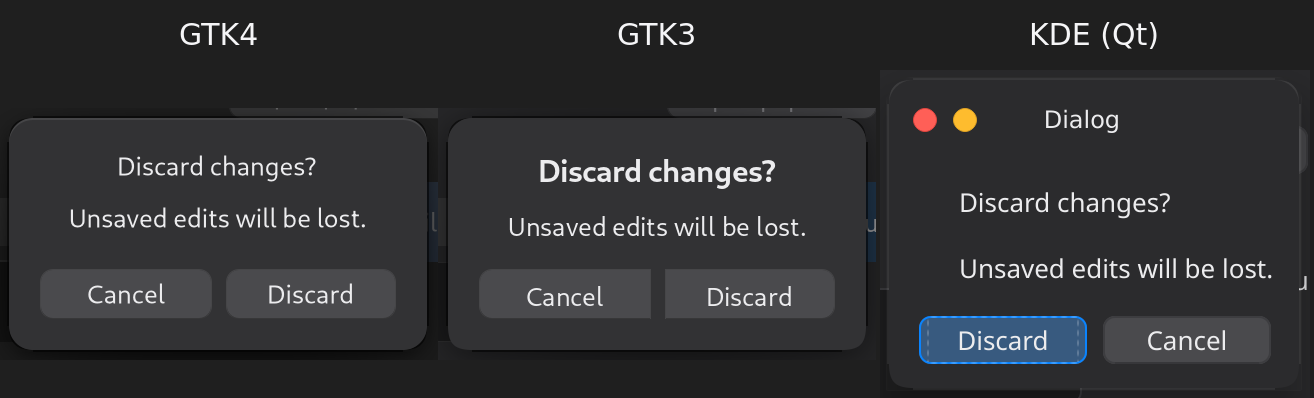 GTK4
GTK3
KDE (Qt)
Discard changes?
Unsaved edits will be lost.
Cancel
Discard
Discard changes?
Unsaved edits will be lost.
Cancel
Discard
Dialog
Discard changes?
Unsaved edits will be lost.
Discard
Cancel